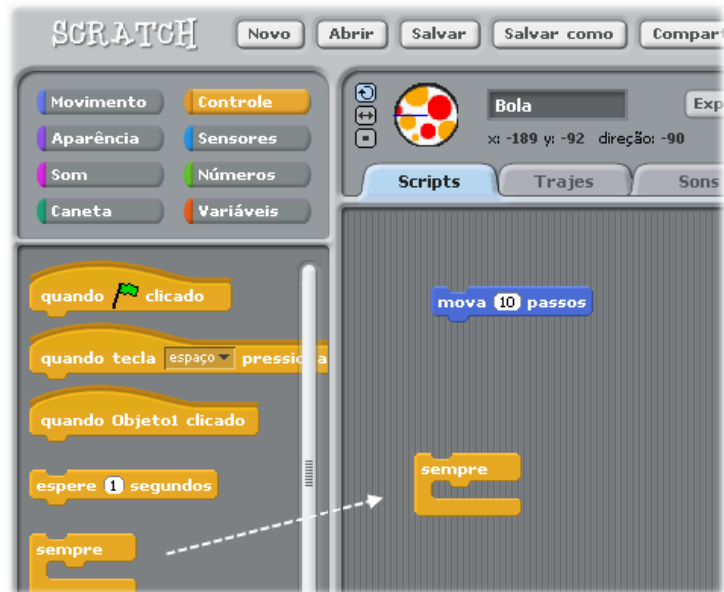 SCRATCH Novo Abrir Salvar Salvar como Compart
Movimento Controle
Aparência Sensores
Som Números
Caneta Variáveis
Bola Exp
x: -189 y: -92 direção: -90
Scripts Trajes Sons
quando clicado
quando tecla espaço pressiona
quando Objeto1 clicado
espere 1 segundos
sempre
mova 10 passos
sempre